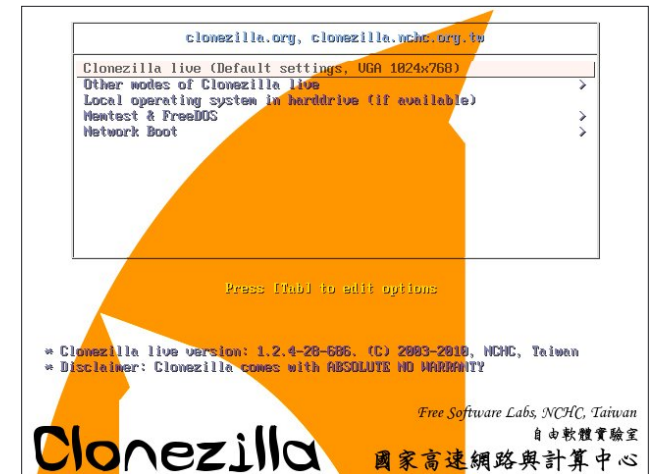 clonezilla.org, clonezilla.nchc.org.tw
Clonezilla live (Default settings, VGA 1024x768)
Other modes of Clonezilla live >
Local operating system in harddrive (if available)
Memtest & FreeDOS >
Network Boot >
Press [Tab] to edit options
* Clonezilla live version: 1.2.4-28-686. (C) 2003-2010, NCHC, Taiwan
* Disclaimer: Clonezilla comes with ABSOLUTE NO WARRANTY
Free Software Labs, NCHC, Taiwan
自由軟體實驗室
Clonezilla
國家高速網路與計算中心